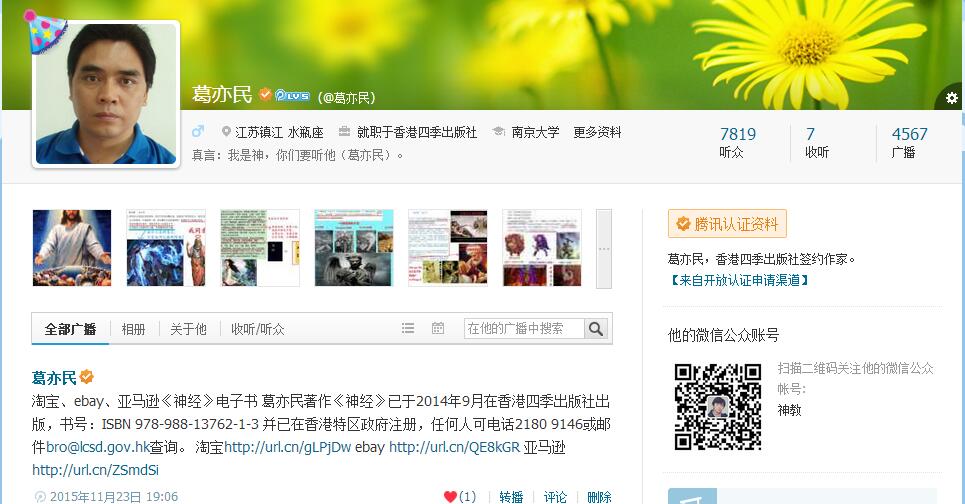 葛亦民 (@葛亦民)
江苏镇江 水瓶座 就职于香港四季出版社 南京大学 更多资料
真言：我是神，你们要听他（葛亦民）。
7819 7 4567
听众 收听 广播
全部广播 相册 关于他 收听/听众 在他的广播中搜索
葛亦民
淘宝、ebay、亚马逊《神经》电子书 葛亦民著作《神经》已于2014年9月在香港四季出版社出
版，书号：ISBN 978-988-13762-1-3 并已在香港特区政府注册，任何人可电话2180 9146或邮
件bro@lcsd.gov.hk查询。 淘宝http://url.cn/gLPjDw ebay http://url.cn/QE8kGR 亚马逊
http://url.cn/ZSmdSi
2015年11月23日 19:06 (1) 转播 评论 删除
腾讯认证资料
葛亦民，香港四季出版社签约作家。
【来自开放认证申请渠道】
他的微信公众账号
扫描二维码关注他的微信公众
帐号：
神教